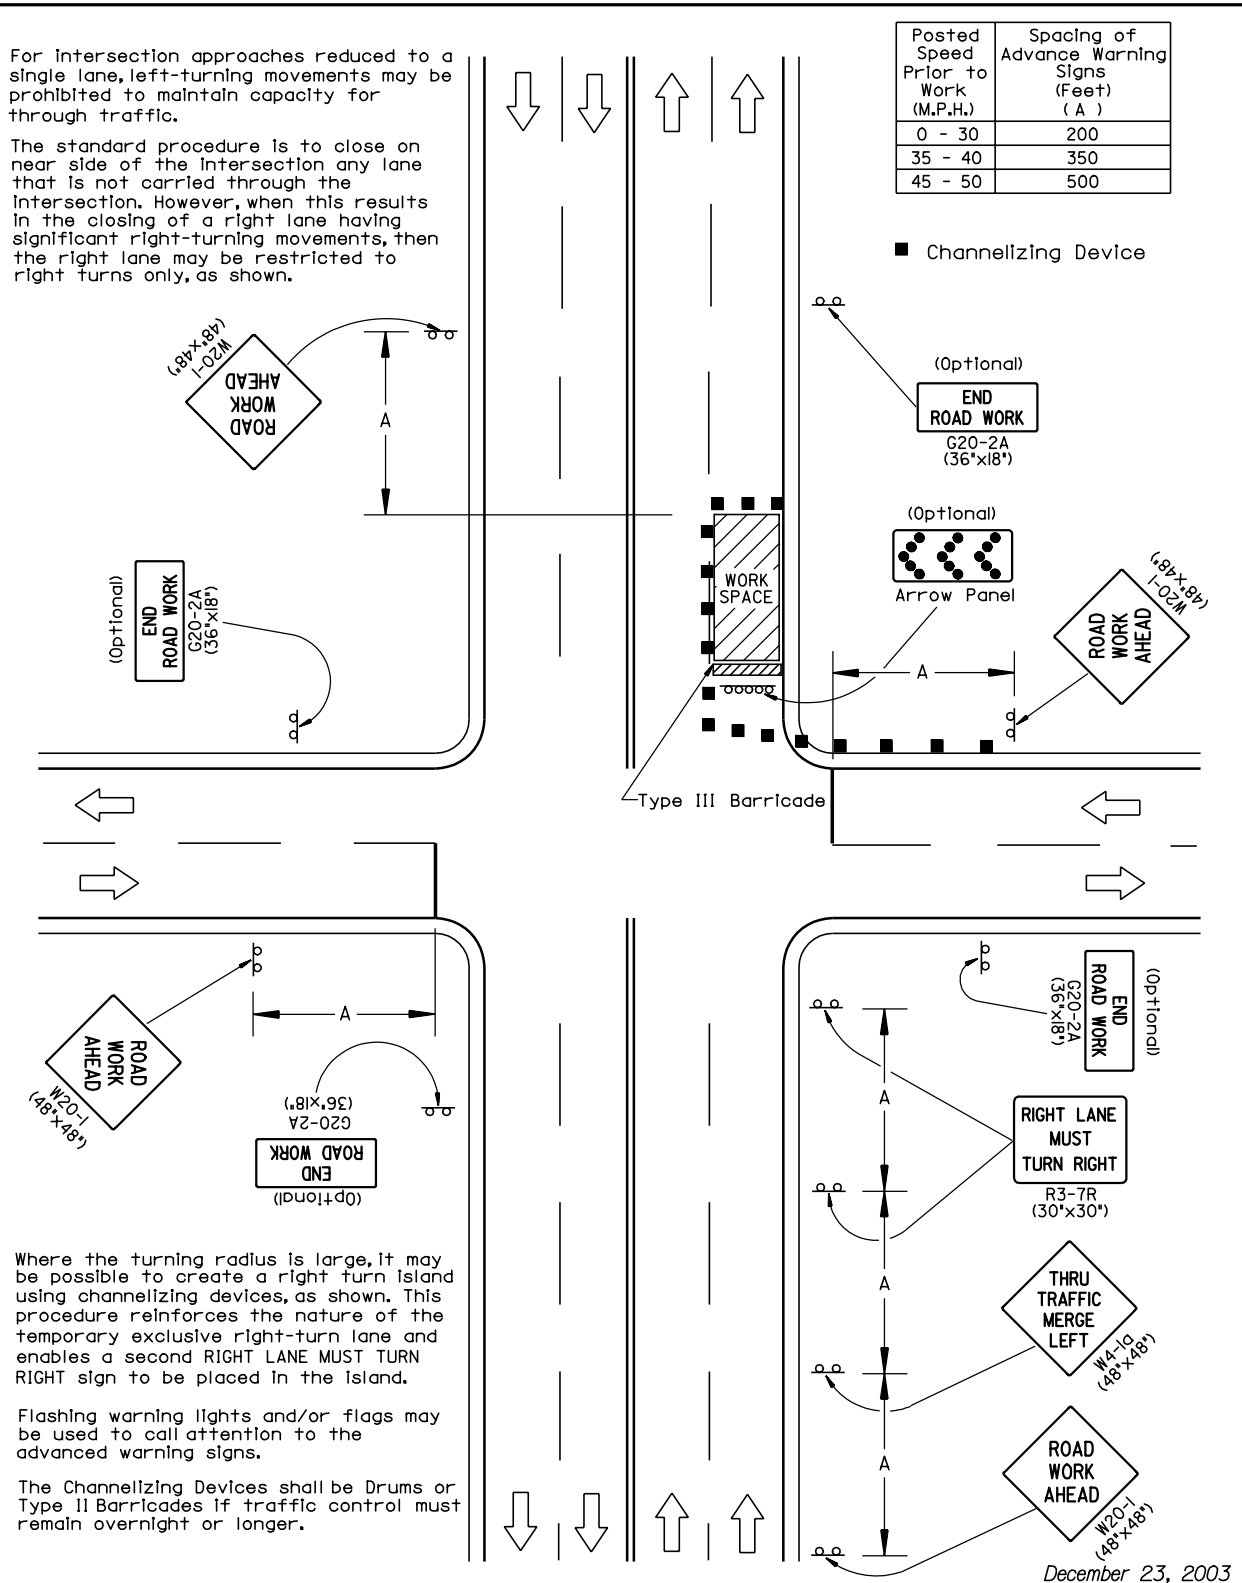 For intersection approaches reduced to a
single lane, left-turning movements may be
prohibited to maintain capacity for
through traffic.
The standard procedure is to close on
near side of the intersection any lane
that is not carried through the
intersection. However, when this results
in the closing of a right lane having
significant right-turning movements, then
the right lane may be restricted to
right turns only, as shown.
Posted
Speed
Prior to
Work
(M.P.H.)
Spacing of
Advance Warning
Signs
(Feet)
( A )
0 - 30 200
35 - 40 350
45 - 50 500
Channelizing Device
ROAD
WORK
AHEAD
W20-1
(48"x48")
A
(Optional)
END
ROAD WORK
G20-2A
(36"x18")
(Optional)
Arrow Panel
WORK
SPACE
ROAD
WORK
AHEAD
W20-1
(48"x48")
A
(Optional)
END
ROAD WORK
G20-2A
(36"x18")
Type III Barricade
ROAD
WORK
AHEAD
W20-1
(48"x48")
A
(Optional)
END
ROAD WORK
G20-2A
(36"x18")
(Optional)
END
ROAD WORK
G20-2A
(36"x18")
A
RIGHT LANE
MUST
TURN RIGHT
R3-7R
(30"x30")
A
THRU
TRAFFIC
MERGE
LEFT
W4-1a
(48"x48")
A
ROAD
WORK
AHEAD
W20-1
(48"x48")
Where the turning radius is large, it may
be possible to create a right turn island
using channelizing devices, as shown. This
procedure reinforces the nature of the
temporary exclusive right-turn lane and
enables a second RIGHT LANE MUST TURN
RIGHT sign to be placed in the island.
Flashing warning lights and/or flags may
be used to call attention to the
advanced warning signs.
The Channelizing Devices shall be Drums or
Type II Barricades if traffic control must
remain overnight or longer.
December 23, 2003